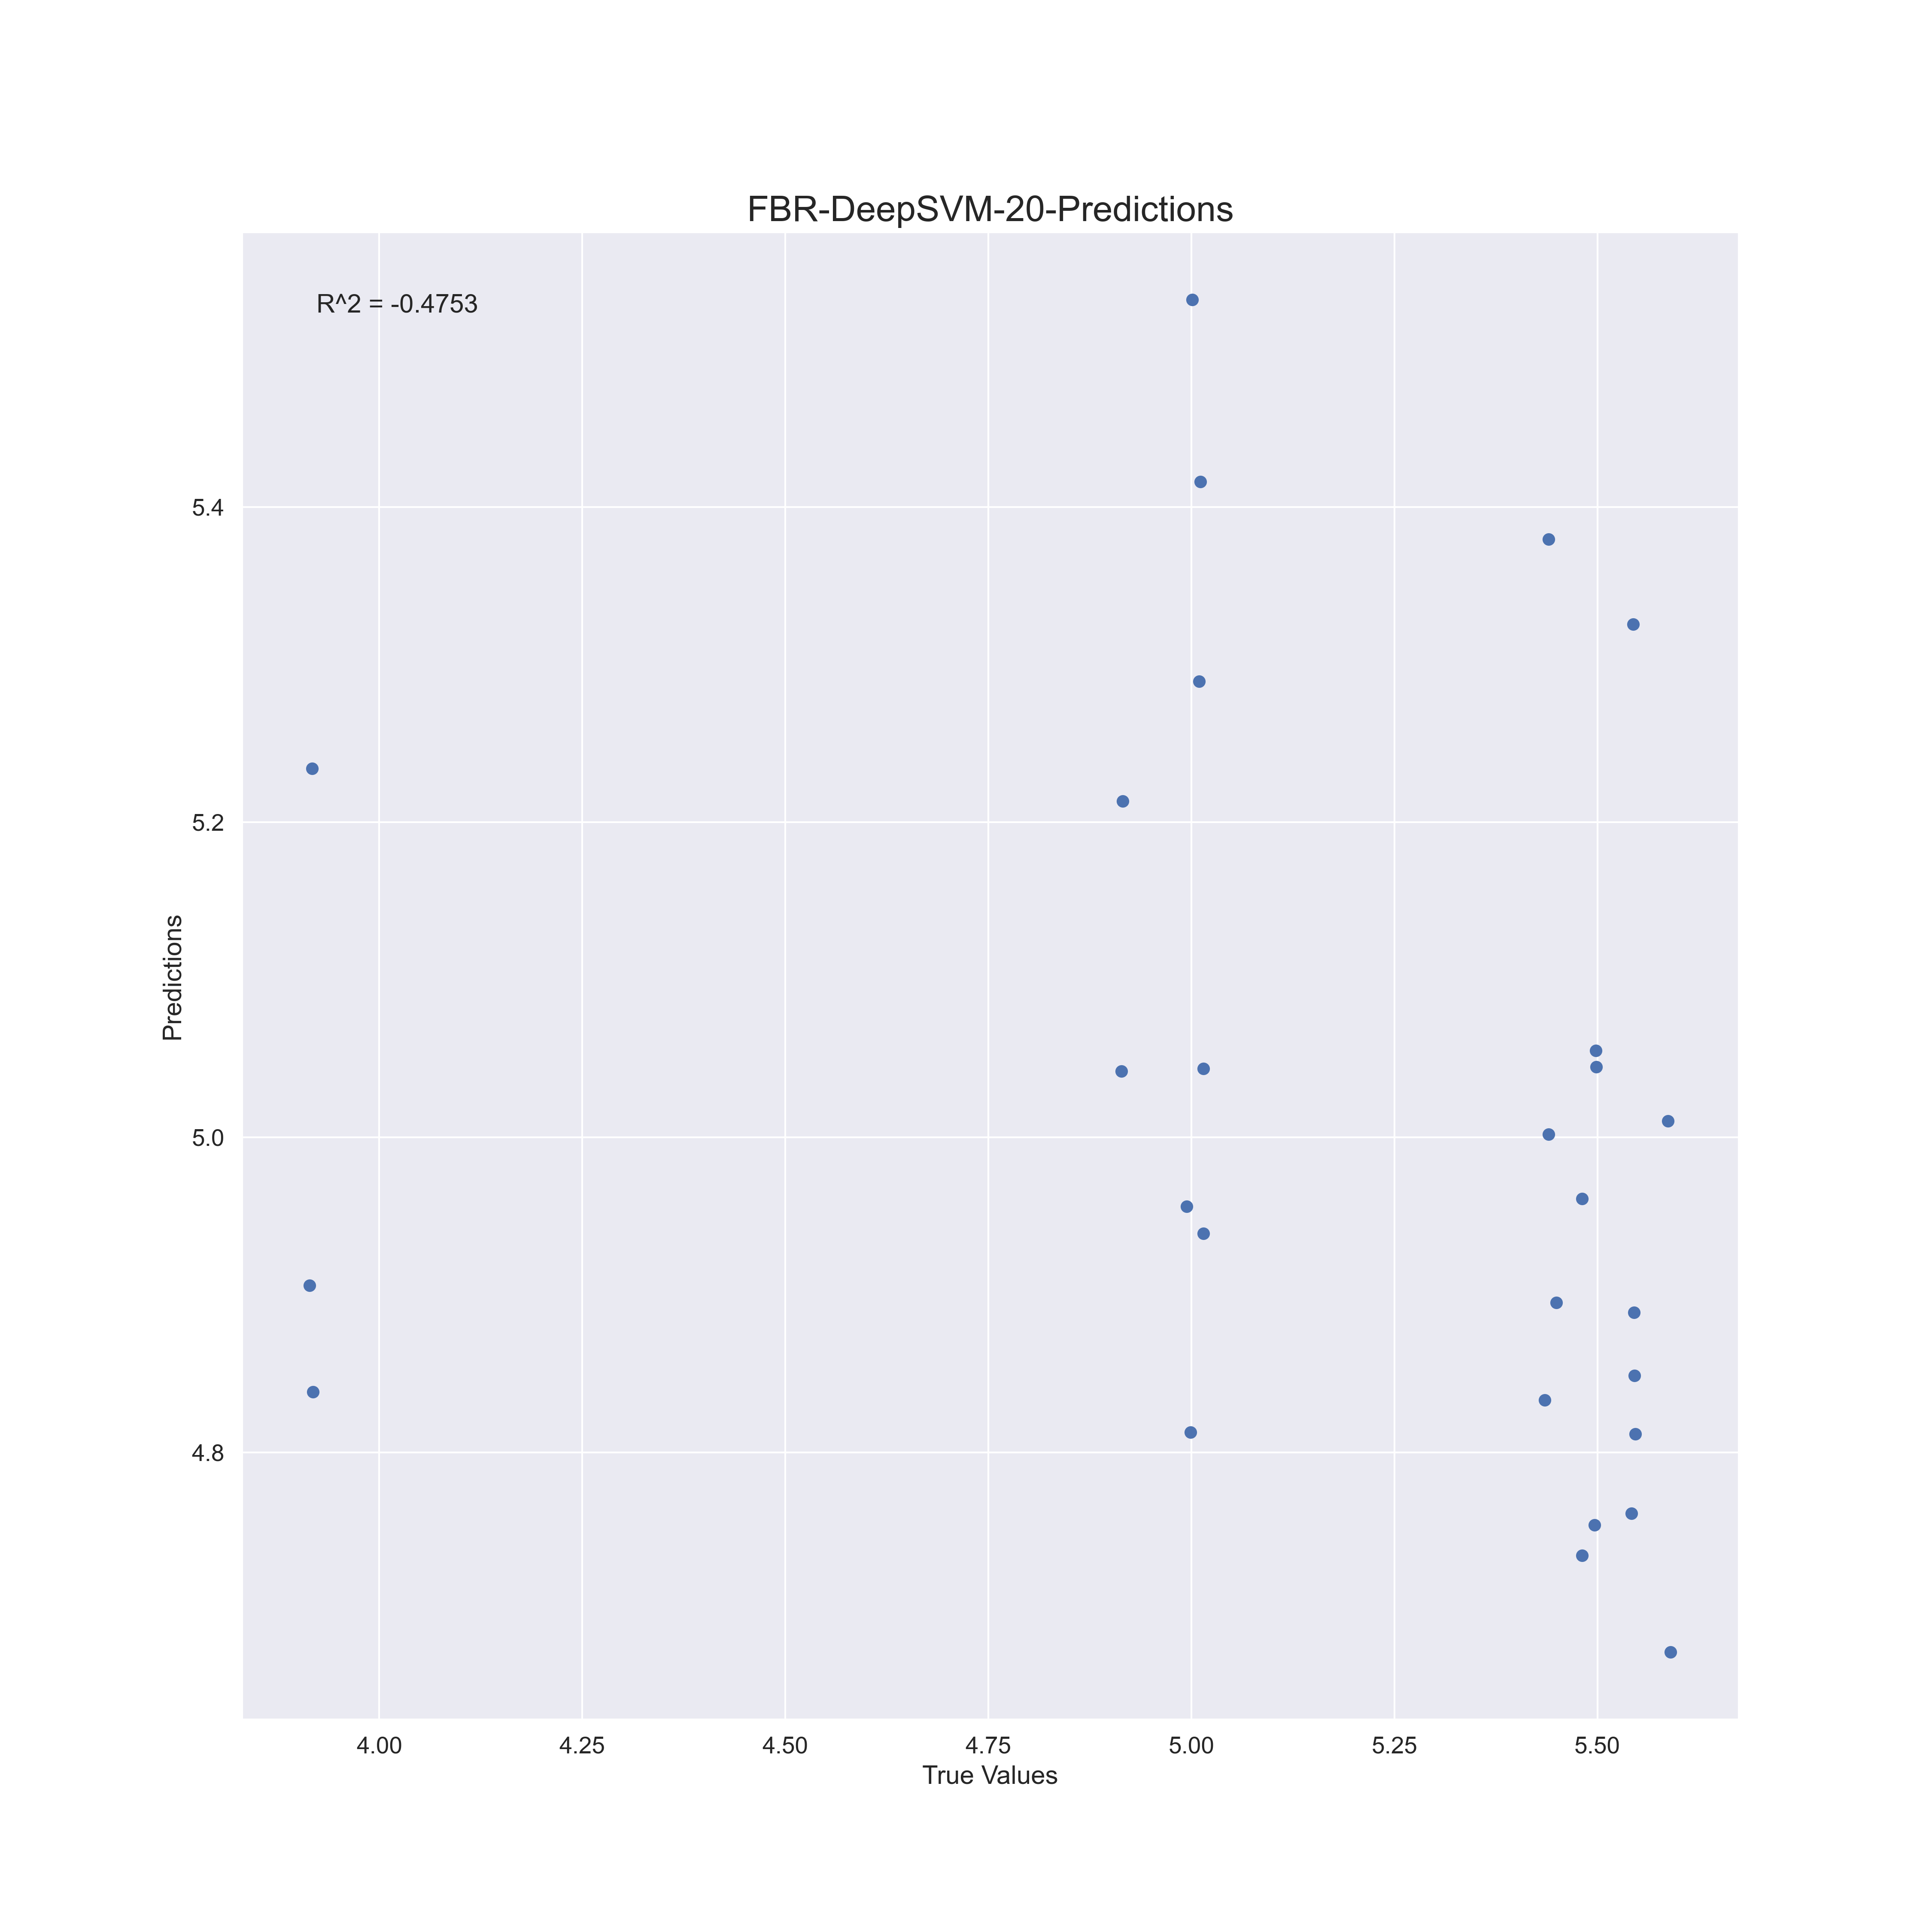 FBR-DeepSVM-20-Predictions
R^2 = -0.4753
5.4
5.2
5.0
4.8
Predictions
4.00 4.25 4.50 4.75 5.00 5.25 5.50
True Values